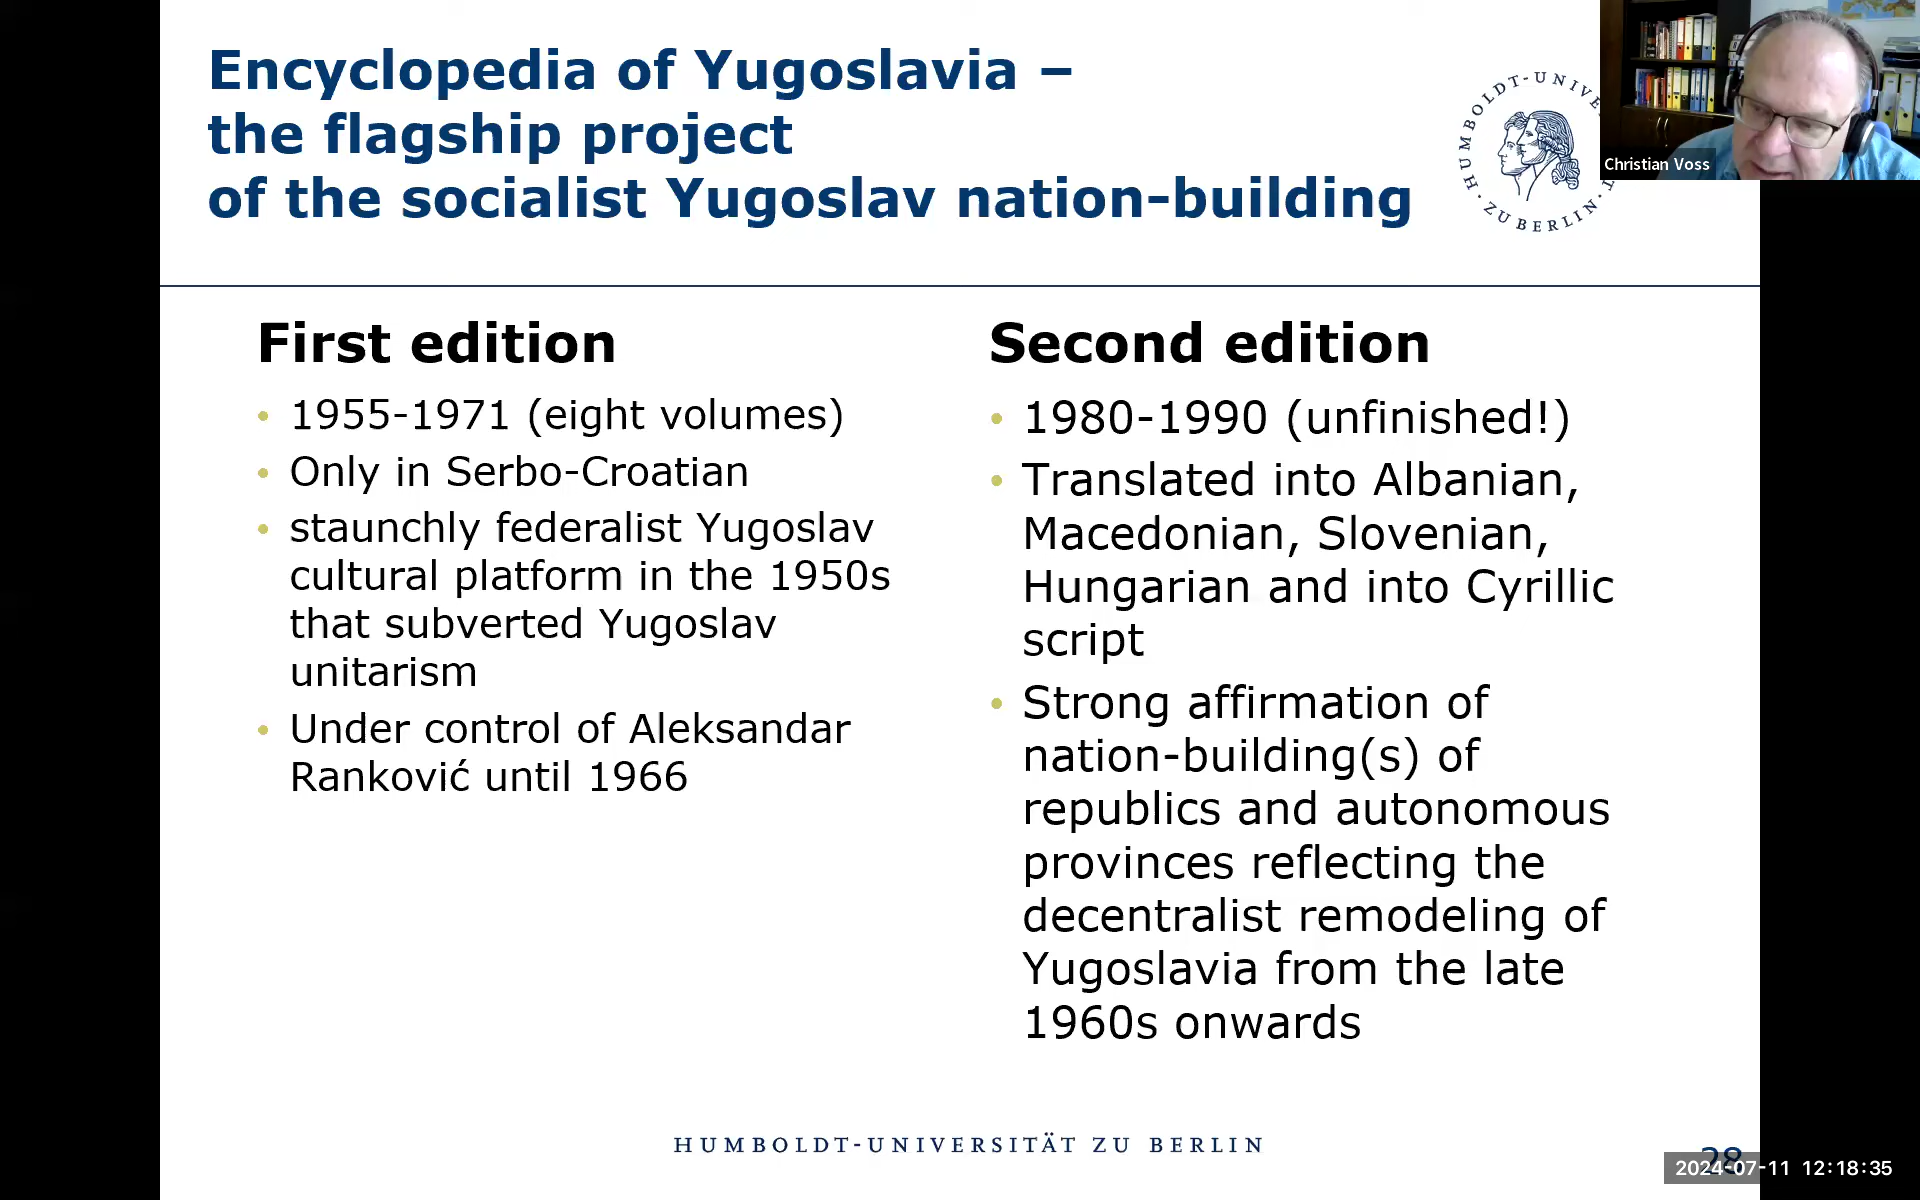 Encyclopedia of Yugoslavia –
the flagship project
of the socialist Yugoslav nation-building
HUMBOLDT-UNIVE
ZU BERLIN
Christian Voss
First edition
• 1955-1971 (eight volumes)
• Only in Serbo-Croatian
• staunchly federalist Yugoslav
cultural platform in the 1950s
that subverted Yugoslav
unitarism
• Under control of Aleksandar
Ranković until 1966
Second edition
• 1980-1990 (unfinished!)
• Translated into Albanian,
Macedonian, Slovenian,
Hungarian and into Cyrillic
script
• Strong affirmation of
nation-building(s) of
republics and autonomous
provinces reflecting the
decentralist remodeling of
Yugoslavia from the late
1960s onwards
HUMBOLDT-UNIVERSITÄT ZU BERLIN
28
2024-07-11 12:18:35